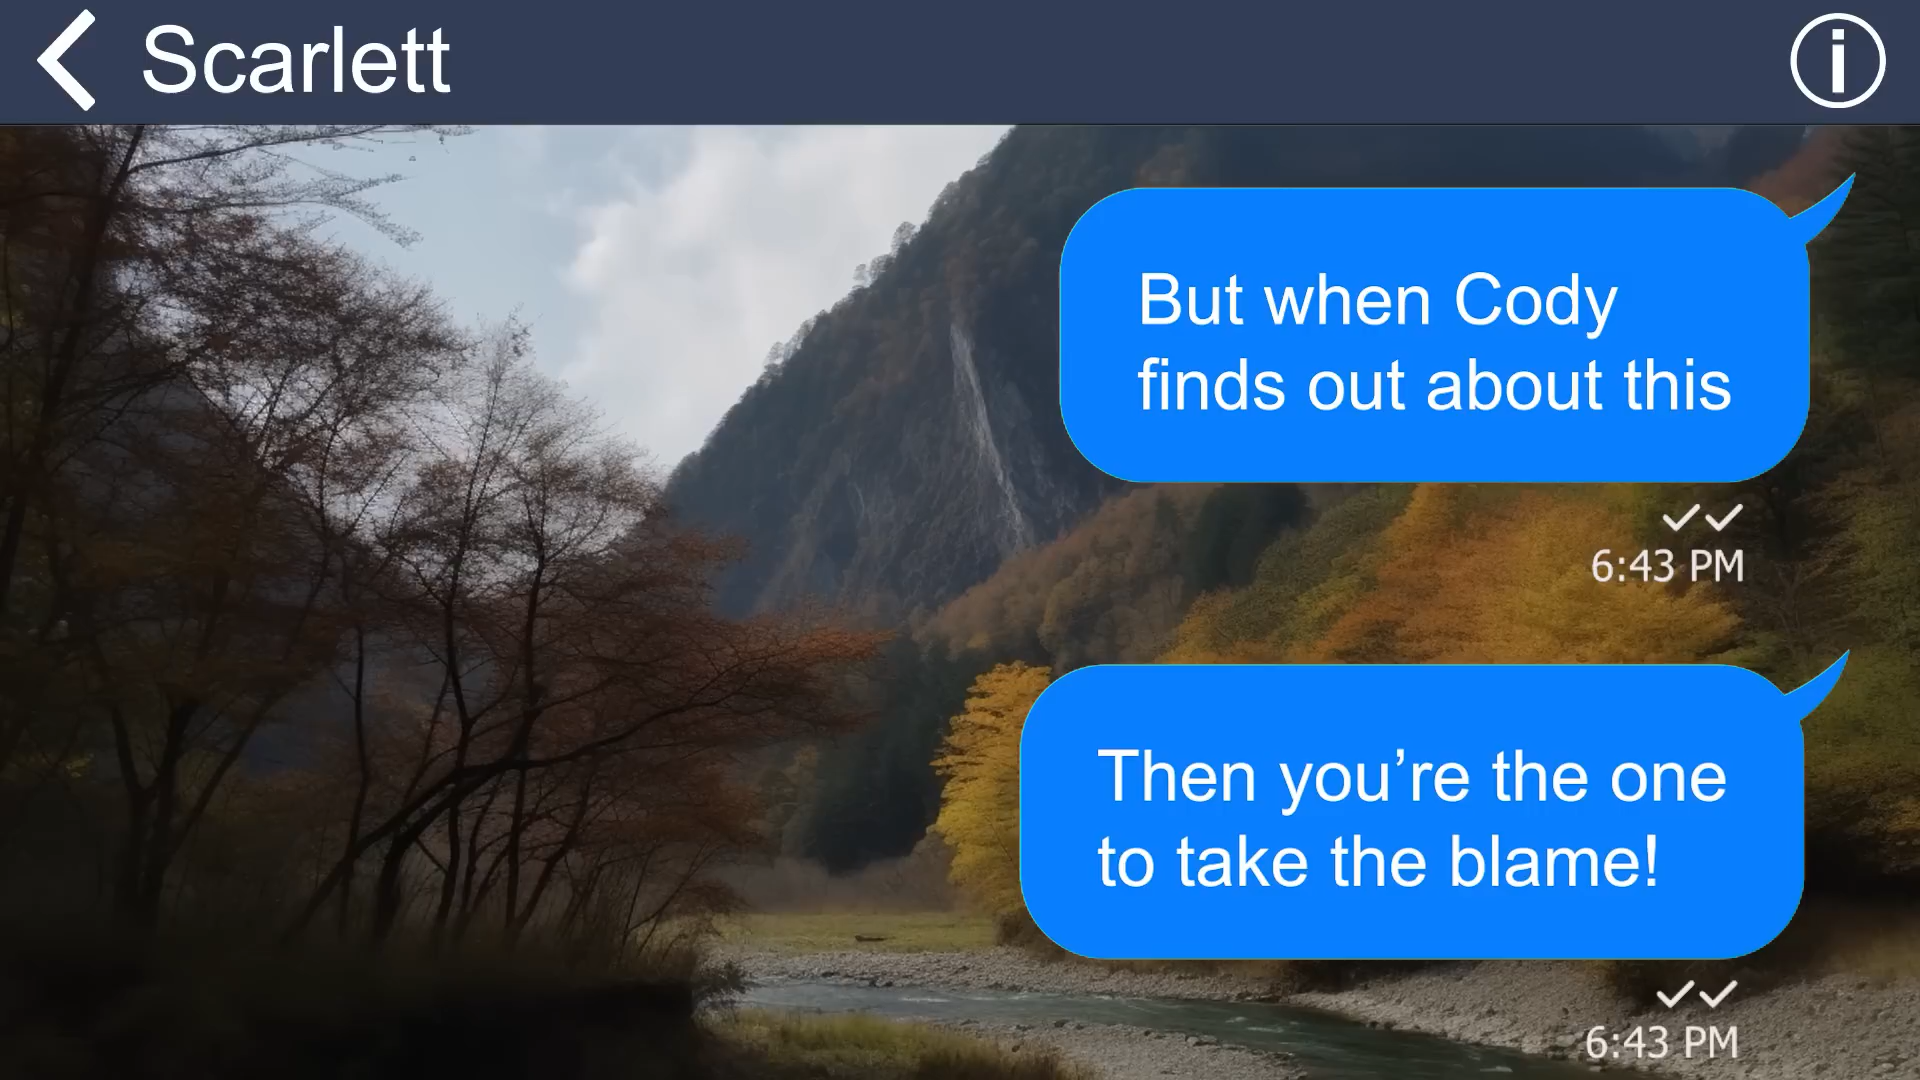 Scarlett
But when Cody
finds out about this
6:43 PM
Then you’re the one
to take the blame!
6:43 PM